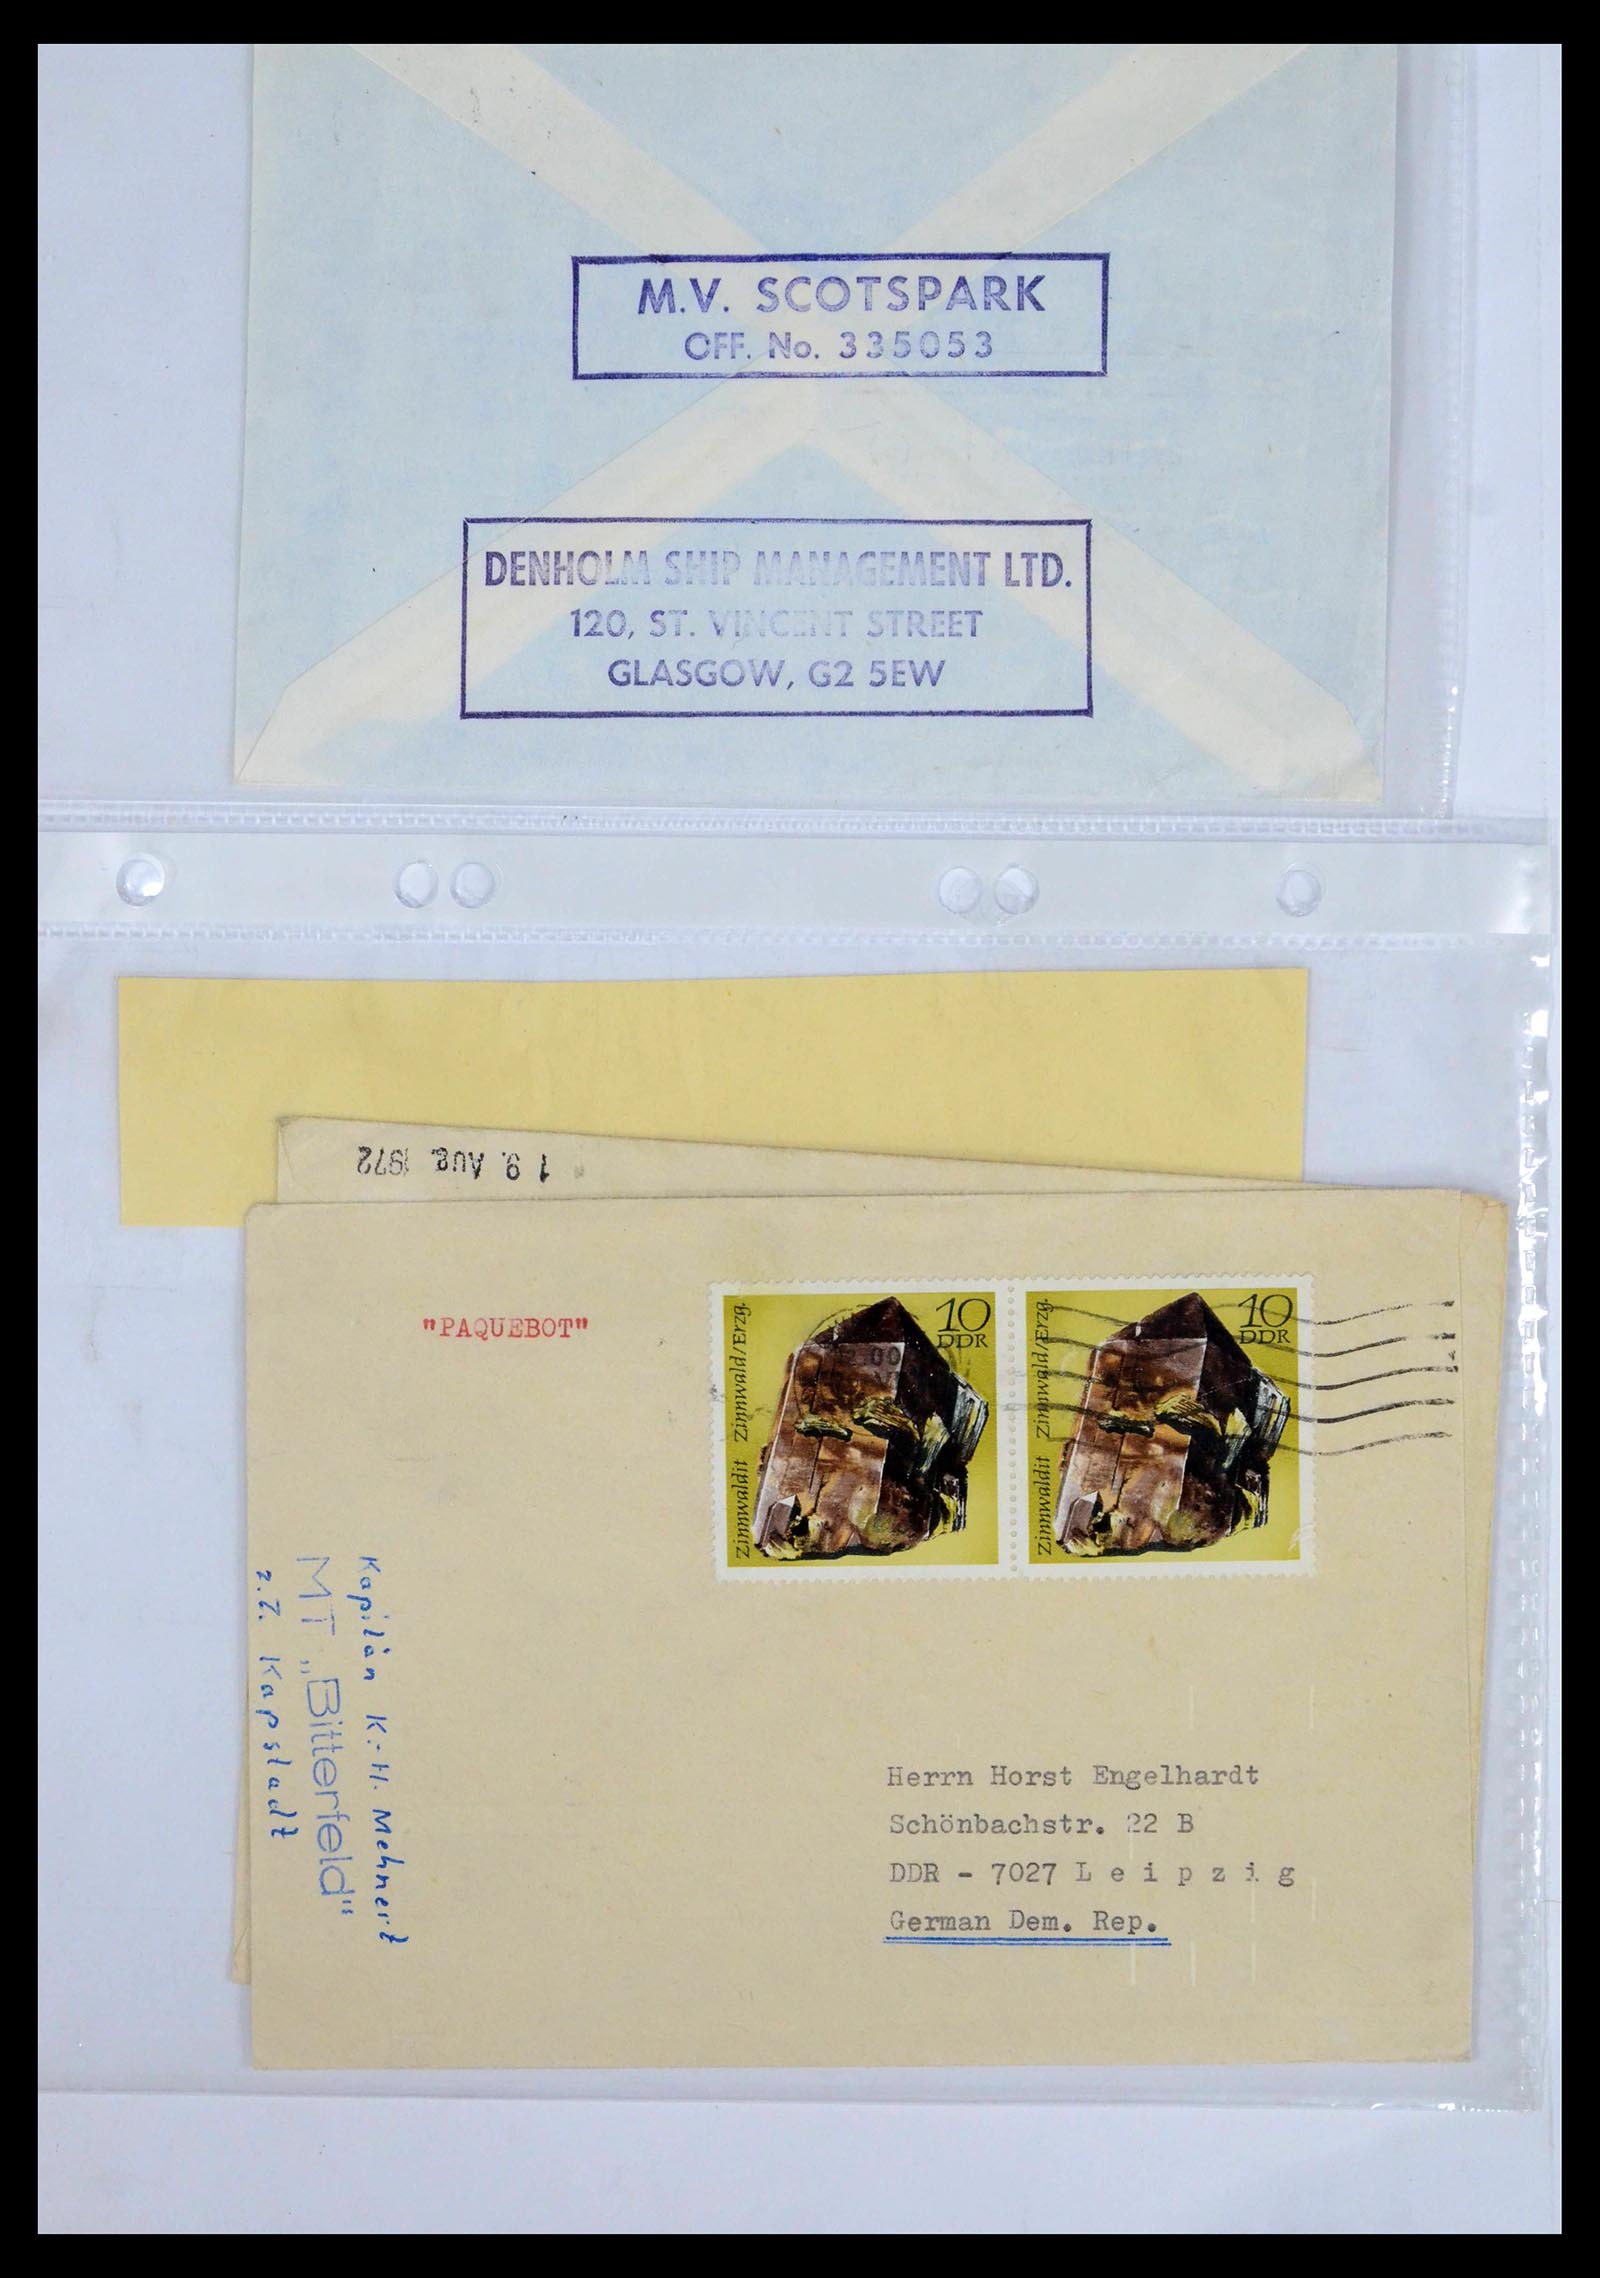 M.V. SCOTSPARK
OFF. No. 335053
DENHOLM SHIP MANAGEMENT LTD.
120, ST. VINCENT STREET
GLASGOW, G2 5EW
19. Aug. 1972
"PAQUEBOT"
10
DDR
Zinnwaldit Zinnwald/Erzg.
10
DDR
Zinnwaldit Zinnwald/Erzg.
Kapitän K.-H. Mehnert
MT „Bitterfeld"
z.Z. Kapstadt
Herrn Horst Engelhardt
Schönbachstr. 22 B
DDR - 7027 L e i p z i g
German Dem. Rep.